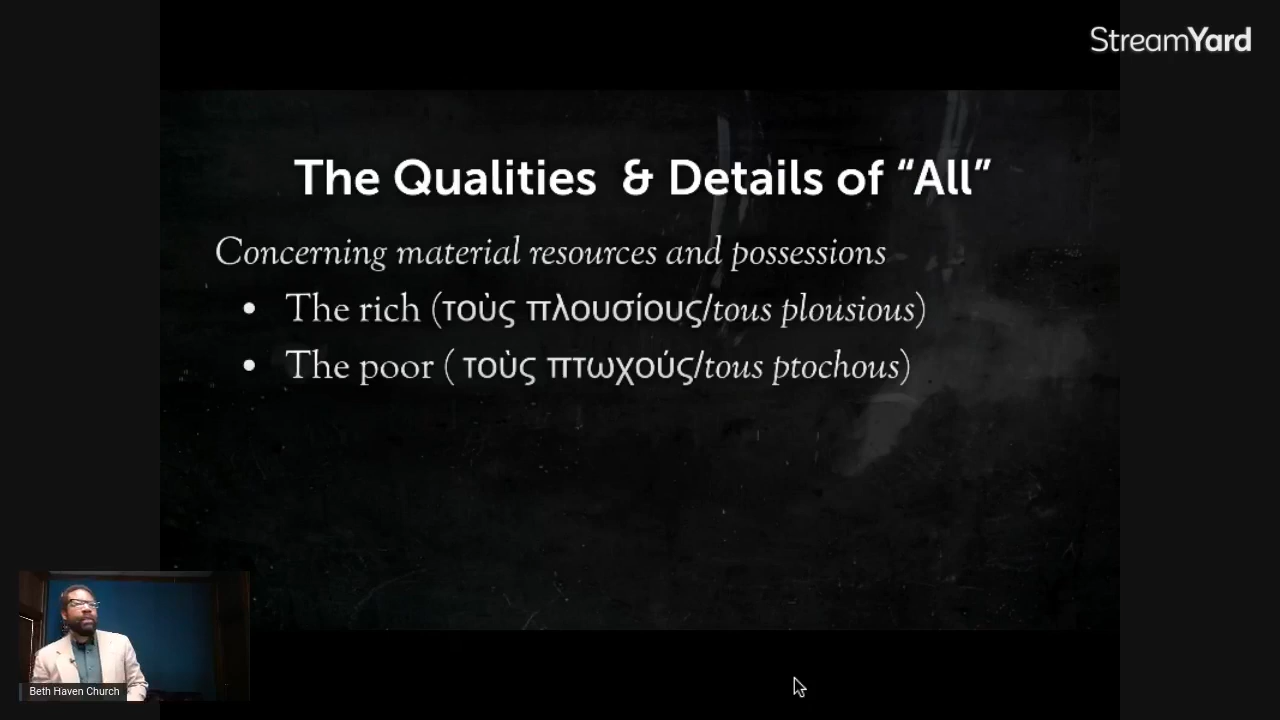 StreamYard
The Qualities & Details of “All”
Concerning material resources and possessions
• The rich (τοὺς πλουσίους/tous plousious)
• The poor ( τοὺς πτωχούς/tous ptochous)
Beth Haven Church